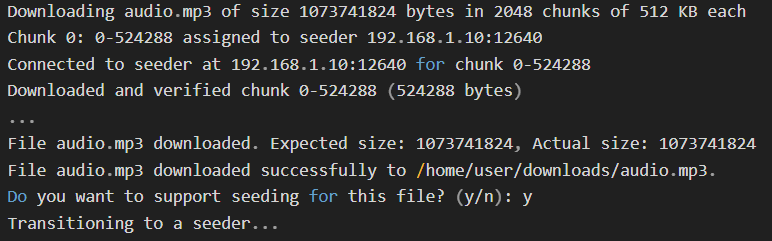 Downloading audio.mp3 of size 1073741824 bytes in 2048 chunks of 512 KB each
Chunk 0: 0-524288 assigned to seeder 192.168.1.10:12640
Connected to seeder at 192.168.1.10:12640 for chunk 0-524288
Downloaded and verified chunk 0-524288 (524288 bytes)
...
File audio.mp3 downloaded. Expected size: 1073741824, Actual size: 1073741824
File audio.mp3 downloaded successfully to /home/user/downloads/audio.mp3.
Do you want to support seeding for this file? (y/n): y
Transitioning to a seeder...